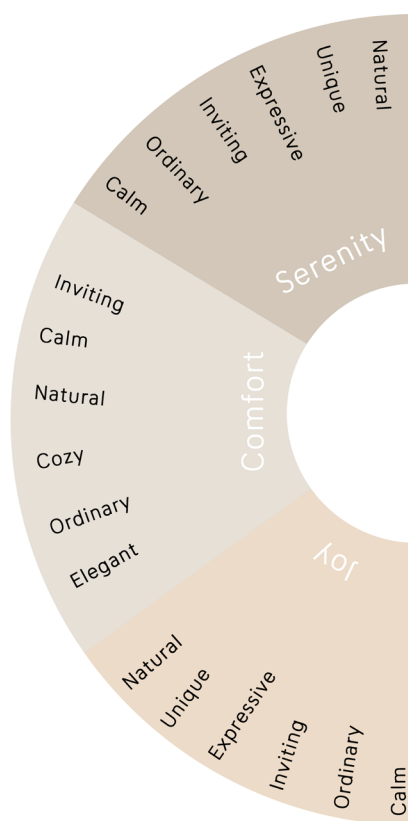 Serenity
Natural
Unique
Expressive
Inviting
Ordinary
Calm
Comfort
Inviting
Calm
Natural
Cozy
Ordinary
Elegant
Joy
Natural
Unique
Expressive
Inviting
Ordinary
Calm